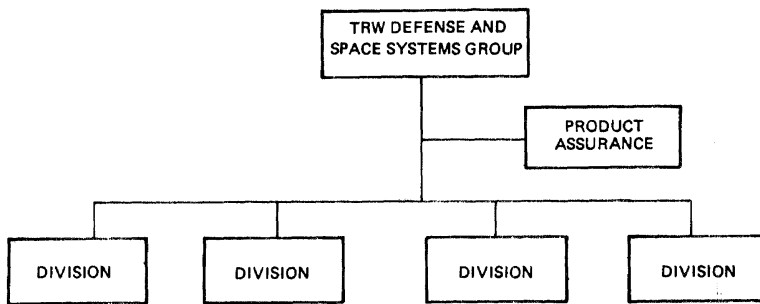 TRW DEFENSE AND
SPACE SYSTEMS GROUP
PRODUCT
ASSURANCE
DIVISION
DIVISION
DIVISION
DIVISION